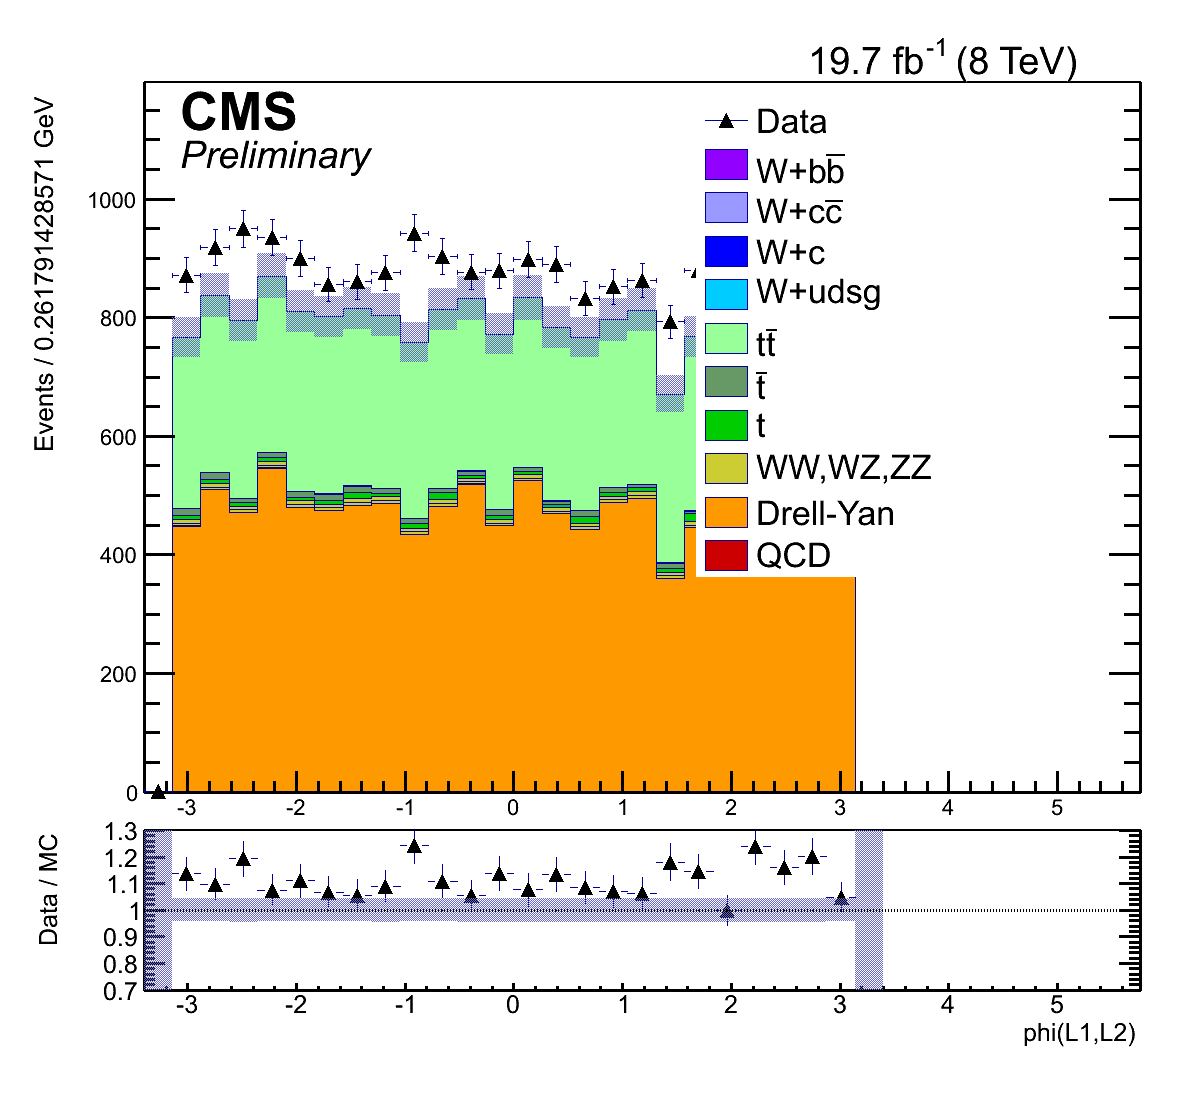 19.7 fb⁻¹ (8 TeV)
CMS
Preliminary
Events / 0.261791428571 GeV
1000
800
600
400
200
0
-3 -2 -1 0 1 2 3 4 5
Data
W+bb̅
W+cc̅
W+c
W+udsg
tt̅
t̅
t
WW,WZ,ZZ
Drell-Yan
QCD
Data / MC
1.3
1.2
1.1
1
0.9
0.8
0.7
-3 -2 -1 0 1 2 3 4 5
phi(L1,L2)